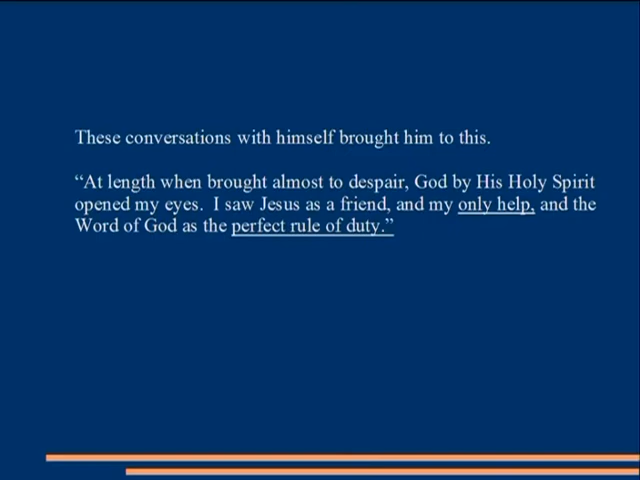 These conversations with himself brought him to this.
“At length when brought almost to despair, God by His Holy Spirit
opened my eyes.  I saw Jesus as a friend, and my only help, and the
Word of God as the perfect rule of duty.”